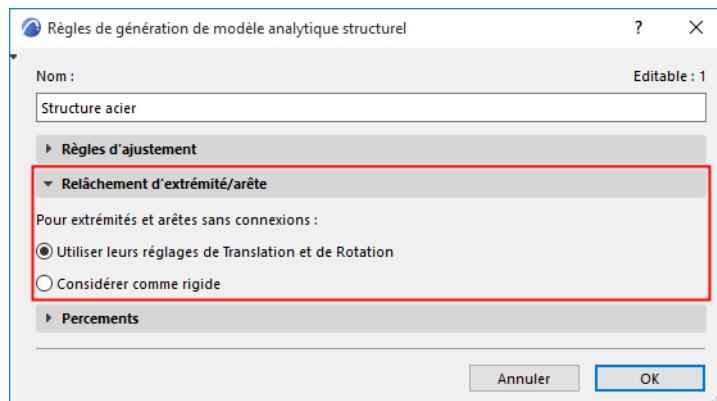 Règles de génération de modèle analytique structurel
?
Nom :
Editable : 1
Structure acier
Règles d'ajustement
Relâchement d'extrémité/arête
Pour extrémités et arêtes sans connexions :
Utiliser leurs réglages de Translation et de Rotation
Considérer comme rigide
Percements
Annuler
OK